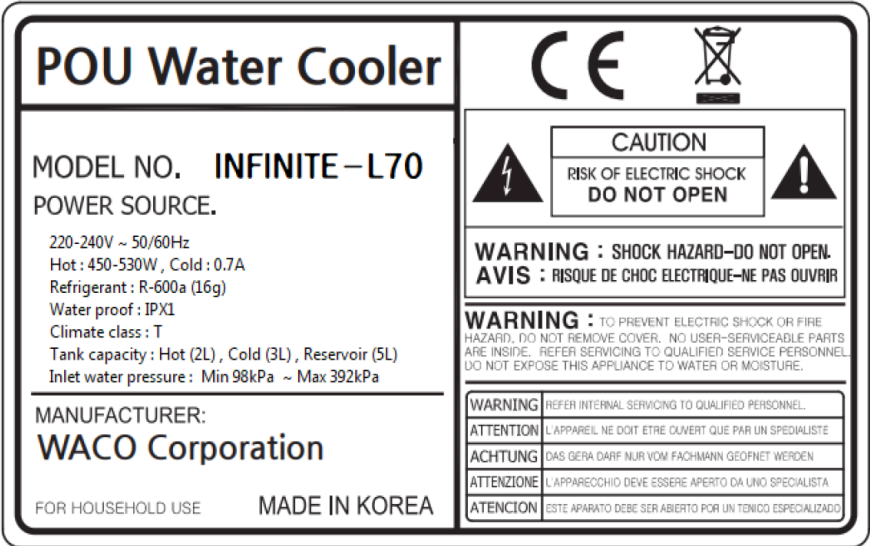 POU Water Cooler
MODEL NO. INFINITE-L70
POWER SOURCE.
220-240V ~ 50/60Hz
Hot : 450-530W , Cold : 0.7A
Refrigerant : R-600a (16g)
Water proof : IPX1
Climate class : T
Tank capacity : Hot (2L) , Cold (3L) , Reservoir (5L)
Inlet water pressure : Min 98kPa ~ Max 392kPa
MANUFACTURER:
WACO Corporation
FOR HOUSEHOLD USE MADE IN KOREA
CE
CAUTION
RISK OF ELECTRIC SHOCK
DO NOT OPEN
WARNING : SHOCK HAZARD-DO NOT OPEN.
AVIS : RISQUE DE CHOC ELECTRIQUE-NE PAS OUVRIR
WARNING : TO PREVENT ELECTRIC SHOCK OR FIRE
HAZARD, DO NOT REMOVE COVER. NO USER-SERVICEABLE PARTS
ARE INSIDE. REFER SERVICING TO QUALIFIED SERVICE PERSONNEL.
DO NOT EXPOSE THIS APPLIANCE TO WATER OR MOISTURE.
WARNING REFER INTERNAL SERVICING TO QUALIFIED PERSONNEL.
ATTENTION L'APPAREIL NE DOIT ETRE OUVERT QUE PAR UN SPEDIALISTE
ACHTUNG DAS GERA DARF NUR VOM FACHMANN GEOFNET WERDEN
ATTENZIONE L'APPARECCHIO DEVE ESSERE APERTO DA UNO SPECIALISTA
ATENCION ESTE APARATO DEBE SER ABIERTO POR UN TENICO ESPECIALIZADO